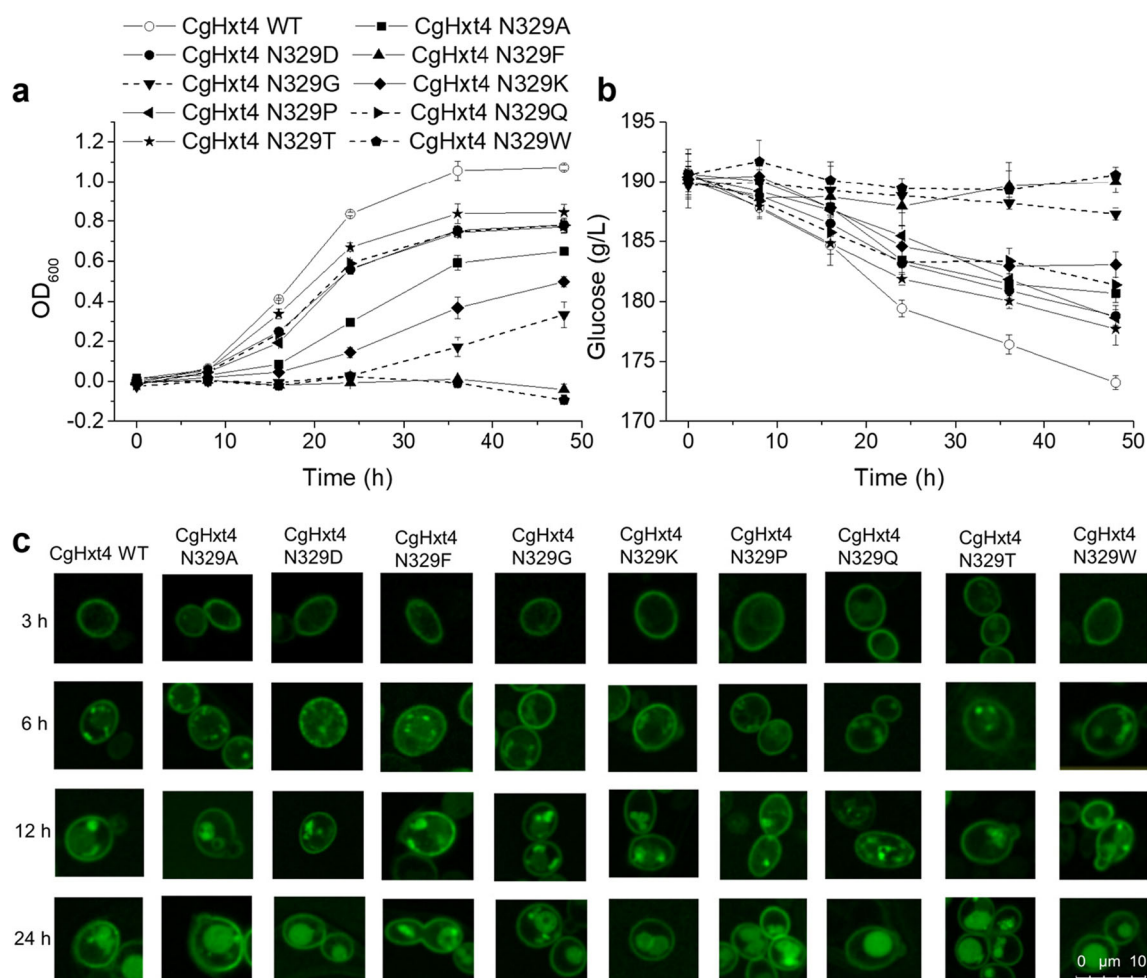 CgHxt4 WT CgHxt4 N329A
CgHxt4 N329D CgHxt4 N329F
CgHxt4 N329G CgHxt4 N329K
CgHxt4 N329P CgHxt4 N329Q
CgHxt4 N329T CgHxt4 N329W
a
OD600
1.2
1.0
0.8
0.6
0.4
0.2
0.0
-0.2
0 10 20 30 40 50
Time (h)
b
Glucose (g/L)
195
190
185
180
175
170
0 10 20 30 40 50
Time (h)
c
CgHxt4 WT
CgHxt4
N329A
CgHxt4
N329D
CgHxt4
N329F
CgHxt4
N329G
CgHxt4
N329K
CgHxt4
N329P
CgHxt4
N329Q
CgHxt4
N329T
CgHxt4
N329W
3 h
6 h
12 h
24 h
0 µm 10